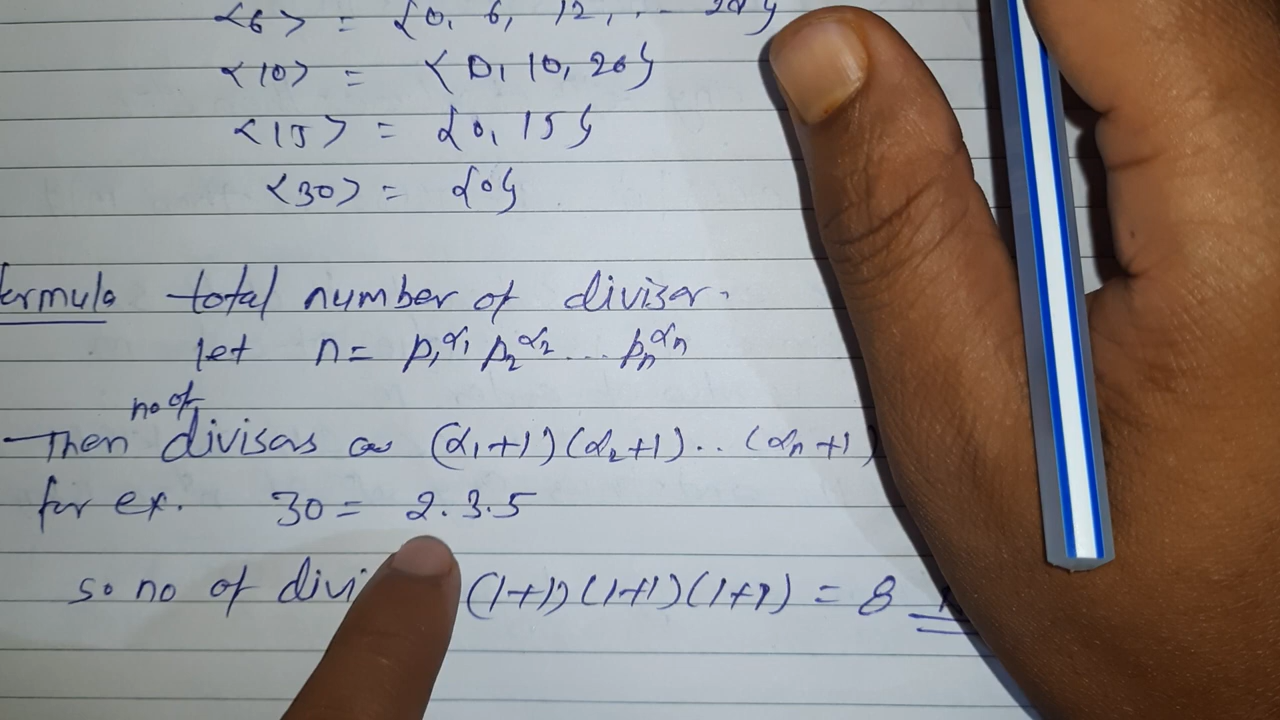 <6> = {0, 6, 12, .. 24}
<10> = {0, 10, 20}
<15> = {0, 15}
<30> = {0}
formula total number of divisor.
let n = p₁^α₁ p₂^α₂ ... pₙ^αₙ
no of
Then divisors as (α₁+1)(α₂+1)..(αₙ+1)
for ex. 30 = 2.3.5
so no of divi (1+1)(1+1)(1+1) = 8